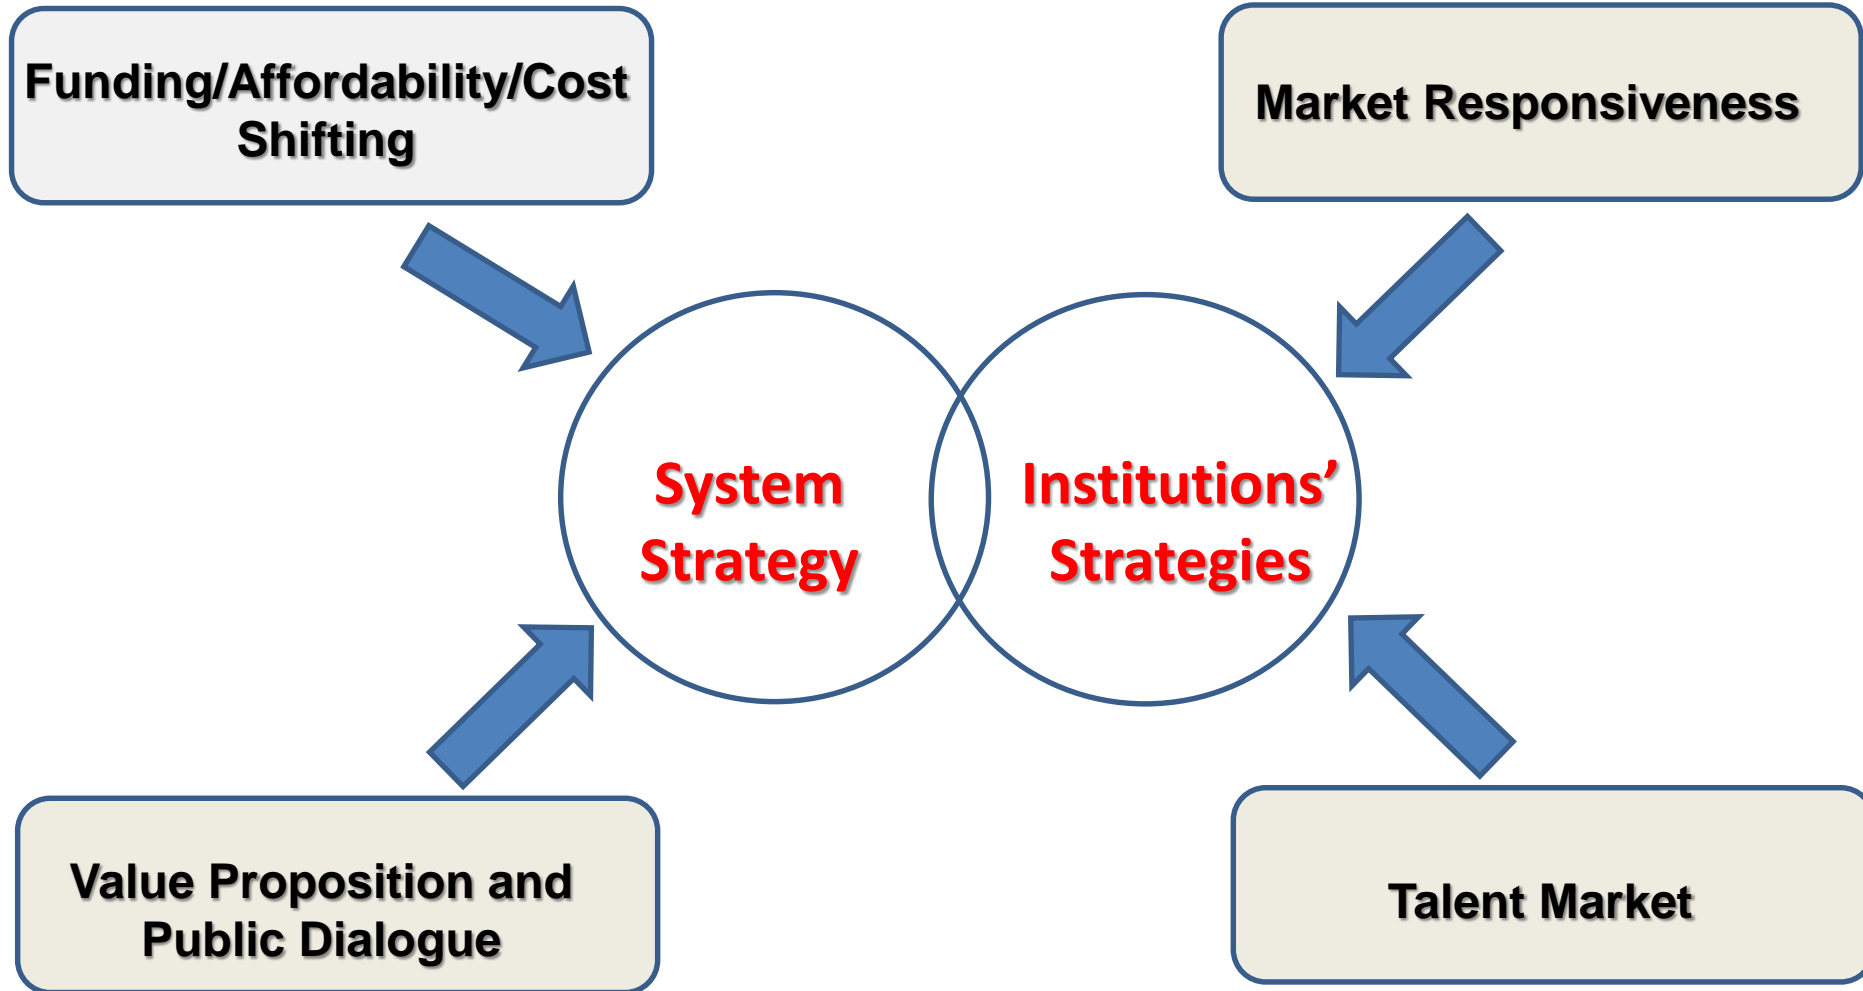 Funding/Affordability/Cost
Shifting
Market Responsiveness
System
Strategy
Institutions’
Strategies
Value Proposition and
Public Dialogue
Talent Market